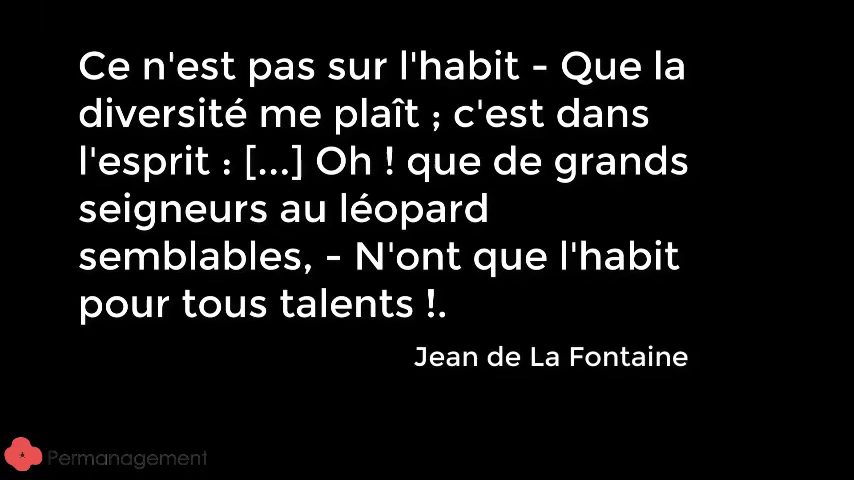 Ce n'est pas sur l'habit - Que la
diversité me plaît ; c'est dans
l'esprit : [...] Oh ! que de grands
seigneurs au léopard
semblables, - N'ont que l'habit
pour tous talents !.
Jean de La Fontaine
Permanagement